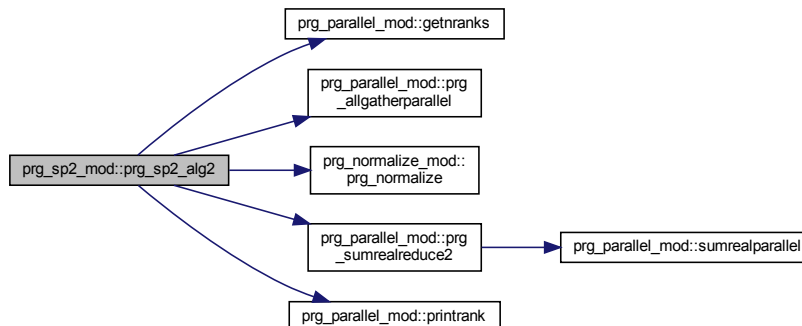 prg_parallel_mod::getnranks
prg_parallel_mod::prg
_allgatherparallel
prg_sp2_mod::prg_sp2_alg2
prg_normalize_mod::
prg_normalize
prg_parallel_mod::prg
_sumrealreduce2
prg_parallel_mod::sumrealparallel
prg_parallel_mod::printrank